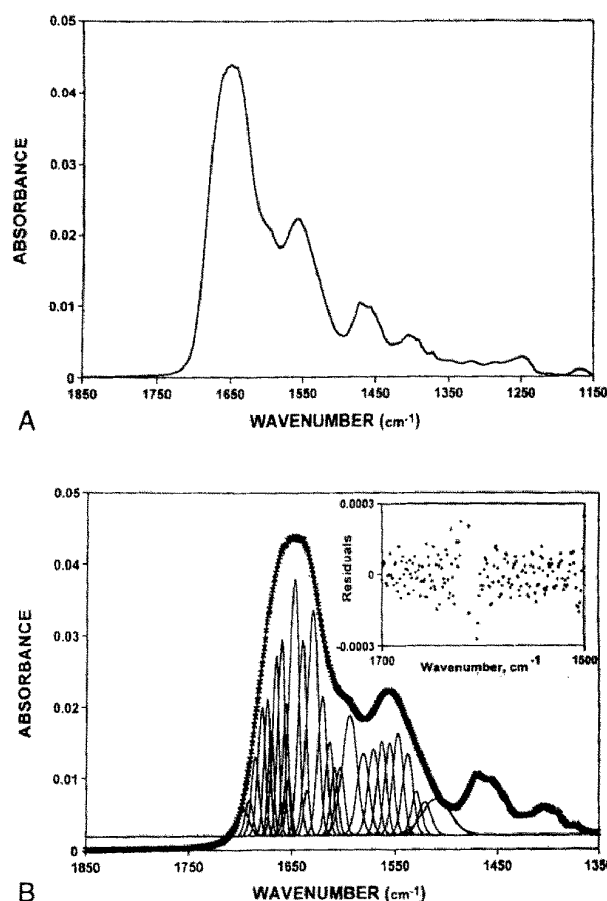 0.05
0.04
0.03
0.02
0.01
0
ABSORBANCE
1850 1750 1650 1550 1450 1350 1250 1150
WAVENUMBER (cm-1)
A
0.05
0.04
0.03
0.02
0.01
0
ABSORBANCE
0.0003
0
-0.0003
Residuals
1700 1500
Wavenumber, cm-1
1850 1750 1650 1550 1450 1350
WAVENUMBER (cm-1)
B